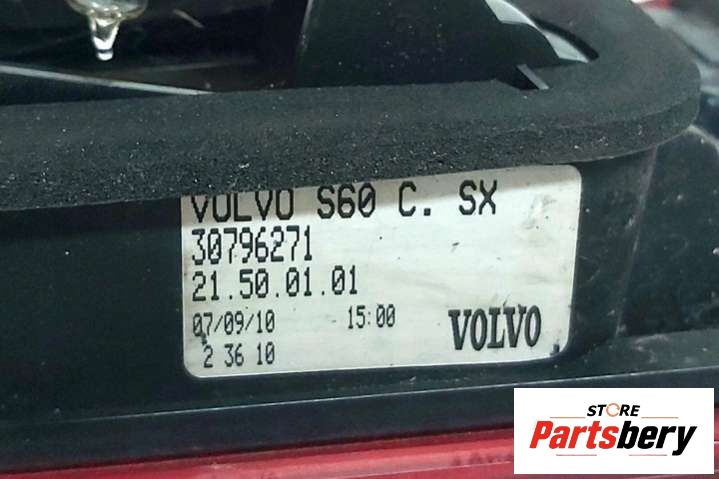 VOLVO S60 C. SX
30796271
21.50.01.01
07/09/10 15:00
2 36 10
VOLVO
STORE
Partsbery